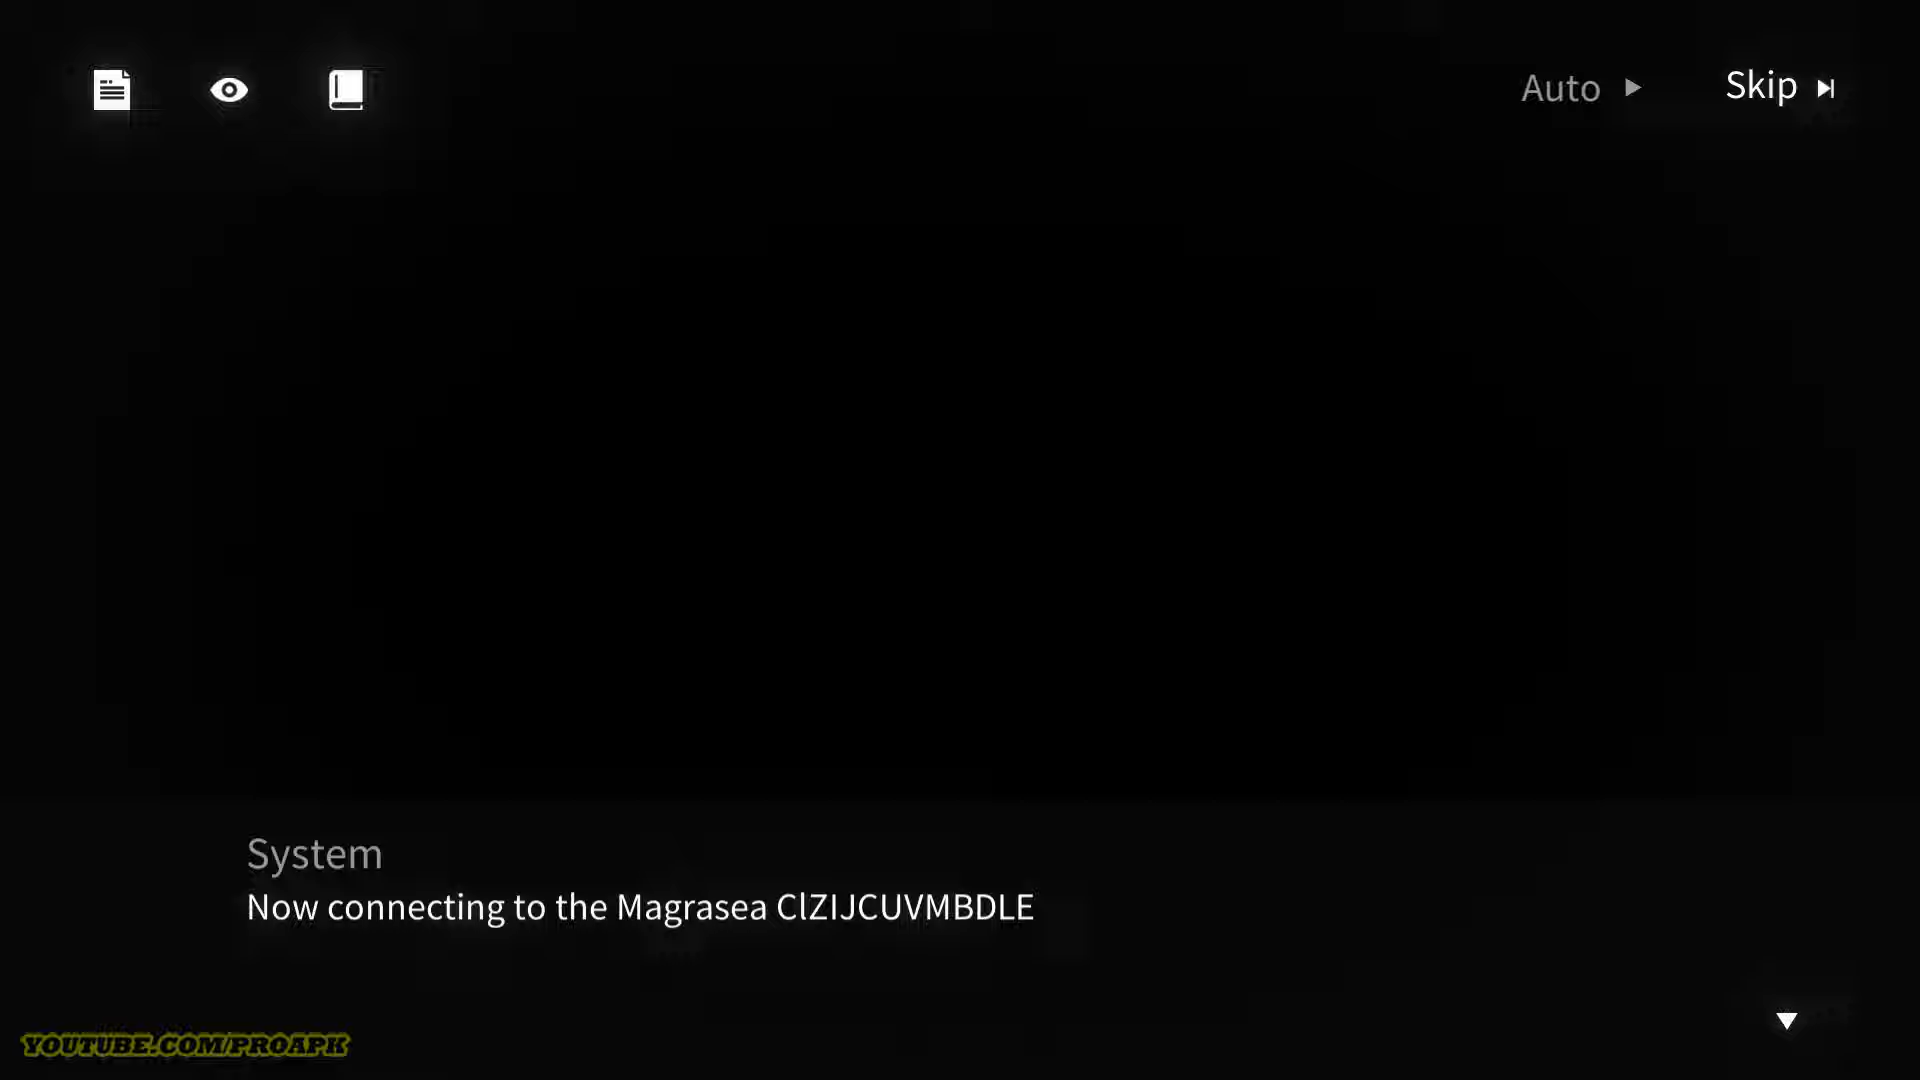 Auto
Skip
System
Now connecting to the Magrasea ClZIJCUVMBDLE
YOUTUBE.COM/PROAPK